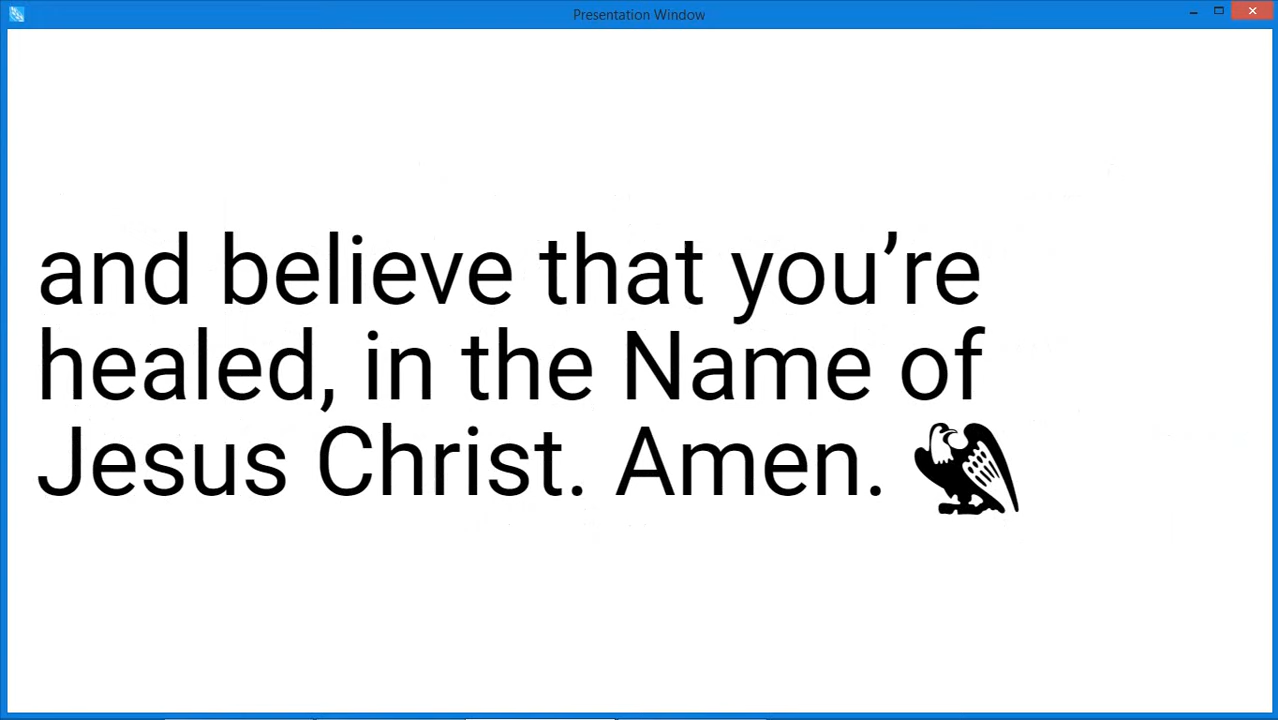 Presentation Window
and believe that you’re
healed, in the Name of
Jesus Christ. Amen.